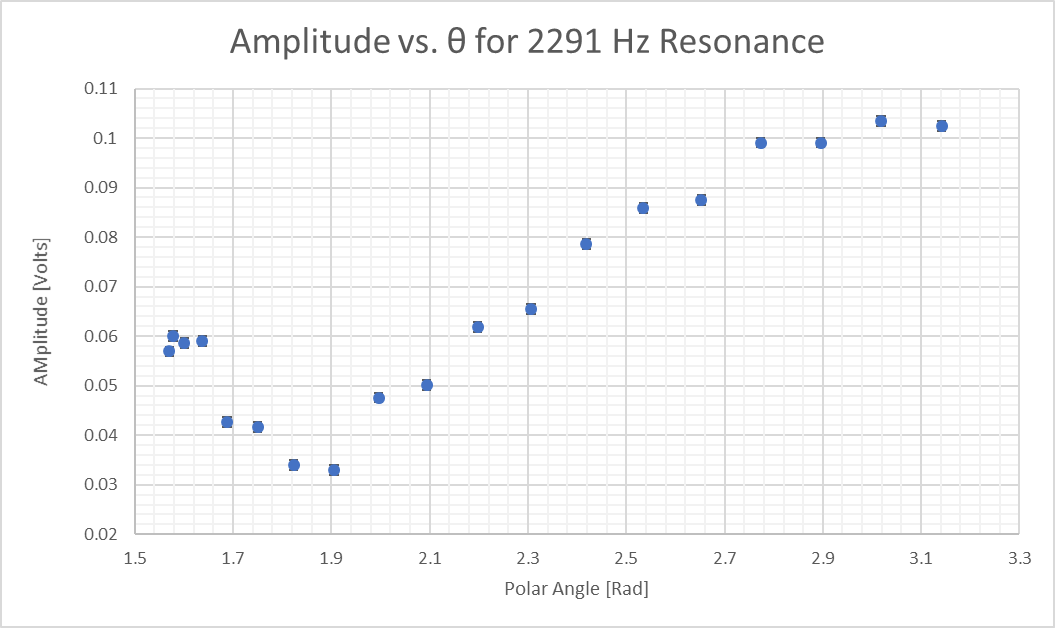 Amplitude vs. θ for 2291 Hz Resonance
0.11
0.1
0.09
0.08
0.07
0.06
0.05
0.04
0.03
0.02
AMplitude [Volts]
1.5 1.7 1.9 2.1 2.3 2.5 2.7 2.9 3.1 3.3
Polar Angle [Rad]